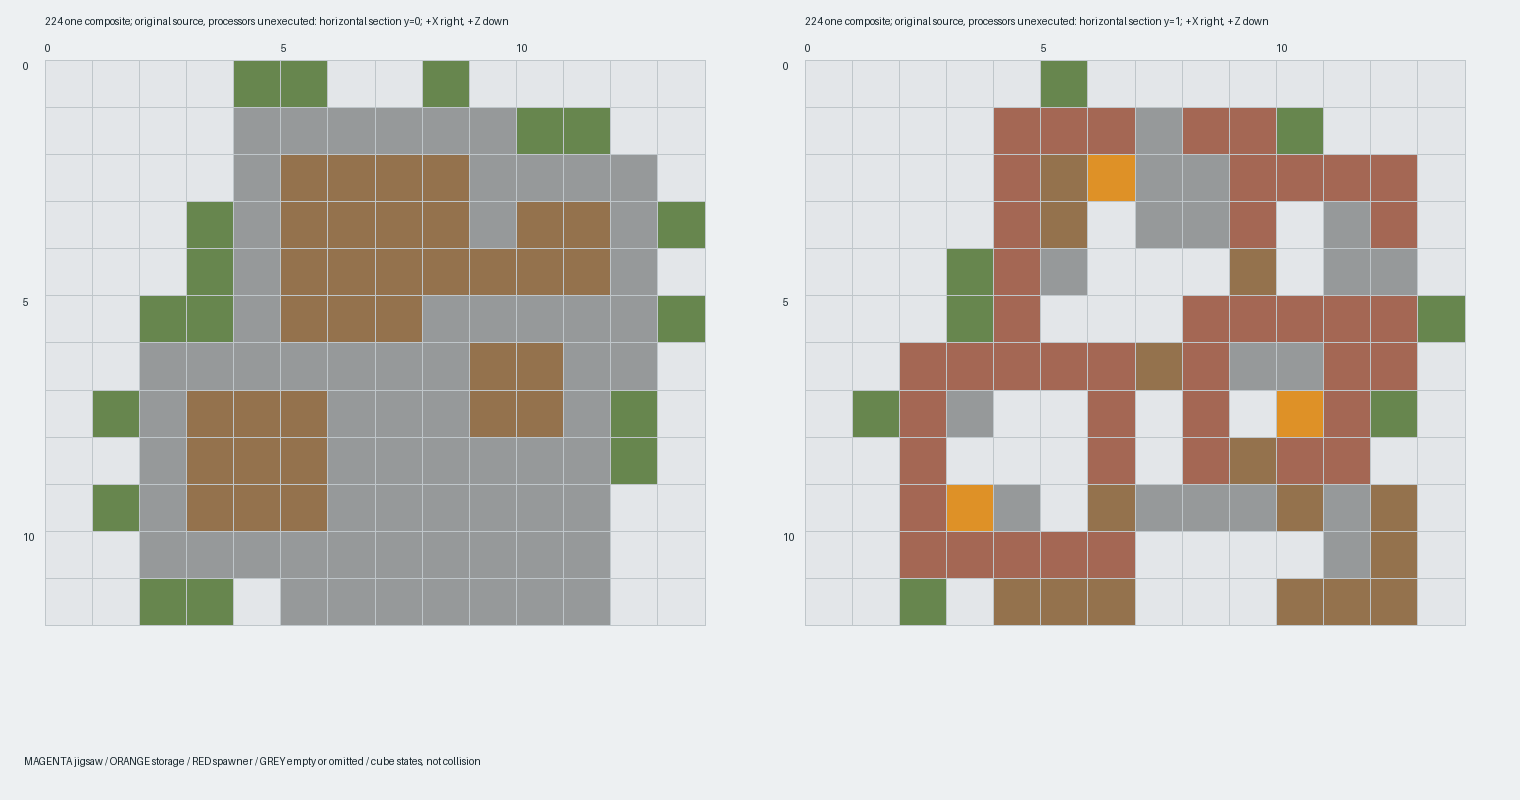 224 one composite; original source, processors unexecuted: horizontal section y=0; +X right, +Z down
224 one composite; original source, processors unexecuted: horizontal section y=1; +X right, +Z down
0 5 10
0 5 10
0
0
5
5
10
10
MAGENTA jigsaw / ORANGE storage / RED spawner / GREY empty or omitted / cube states, not collision